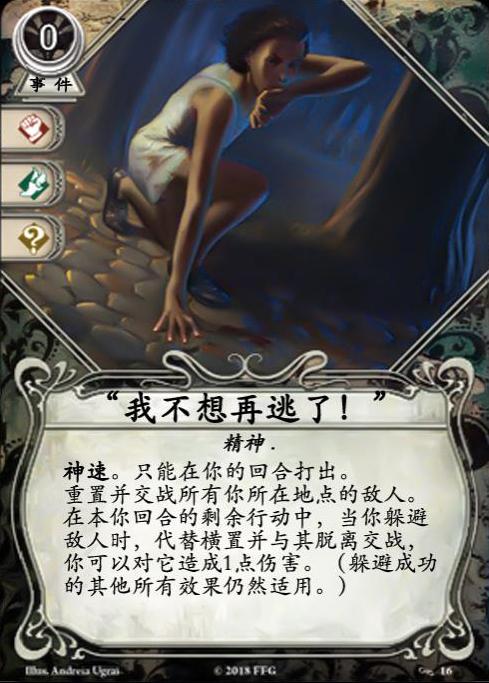 0
事件
“我不想再逃了！”
精神.
神速。只能在你的回合打出。
重置并交战所有你所在地点的敌人。
在本你回合的剩余行动中，当你躲避
敌人时，代替横置并与其脱离交战，
你可以对它造成1点伤害。（躲避成功
的其他所有效果仍然适用。）
Illus. Andreia Ugrai
© 2018 FFG
16